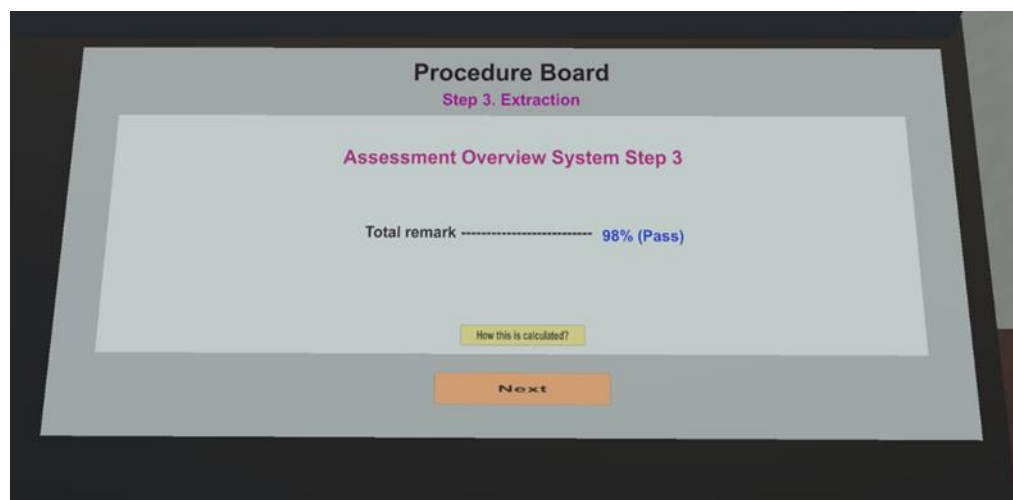 Procedure Board
Step 3. Extraction
Assessment Overview System Step 3
Total remark -------------------------- 98% (Pass)
How this is calculated?
Next